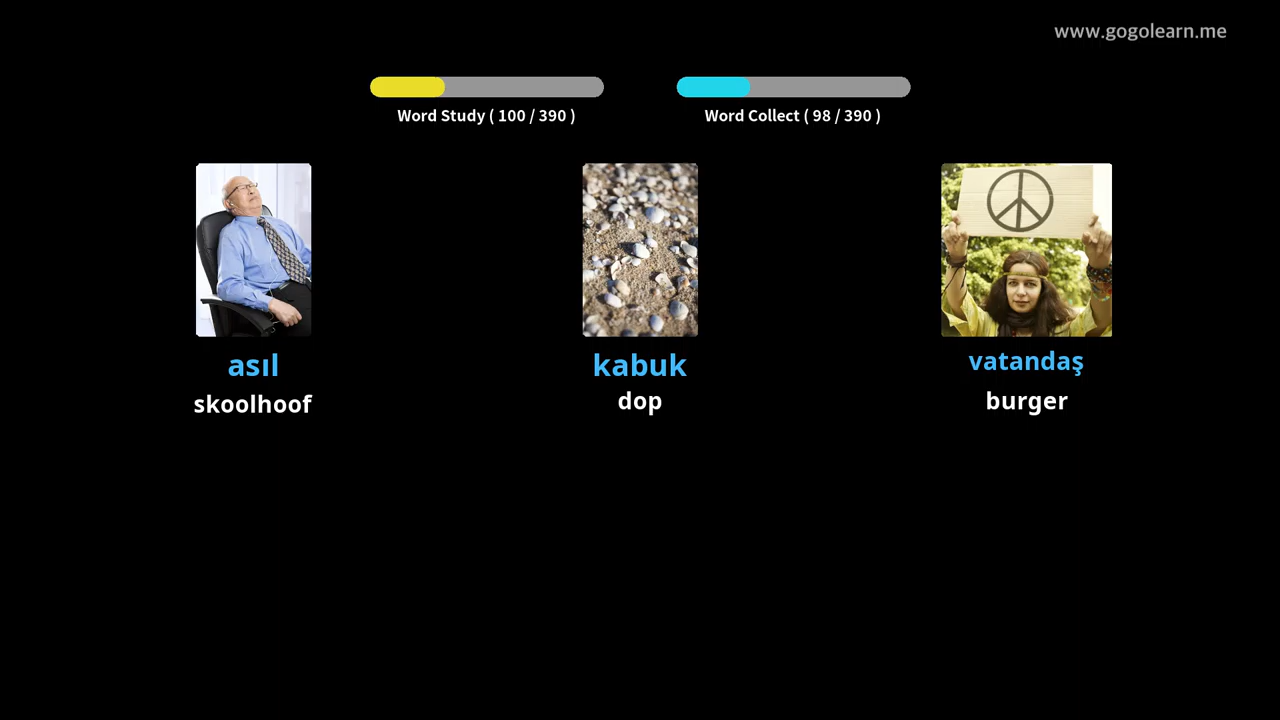 www.gogolearn.me
Word Study ( 100 / 390 )
Word Collect ( 98 / 390 )
asıl
skoolhoof
kabuk
dop
vatandaş
burger